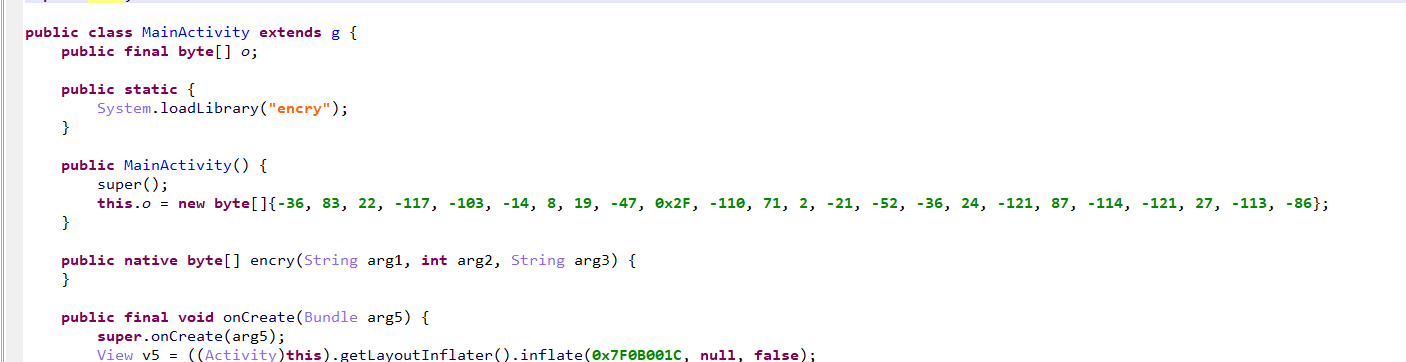 public class MainActivity extends g {
public final byte[] o;
public static {
System.loadLibrary("encry");
}
public MainActivity() {
super();
this.o = new byte[]{-36, 83, 22, -117, -103, -14, 8, 19, -47, 0x2F, -110, 71, 2, -21, -52, -36, 24, -121, 87, -114, -121, 27, -113, -86};
}
public native byte[] encry(String arg1, int arg2, String arg3) {
}
public final void onCreate(Bundle arg5) {
super.onCreate(arg5);
View v5 = ((Activity)this).getLayoutInflater().inflate(0x7F0B001C, null, false);